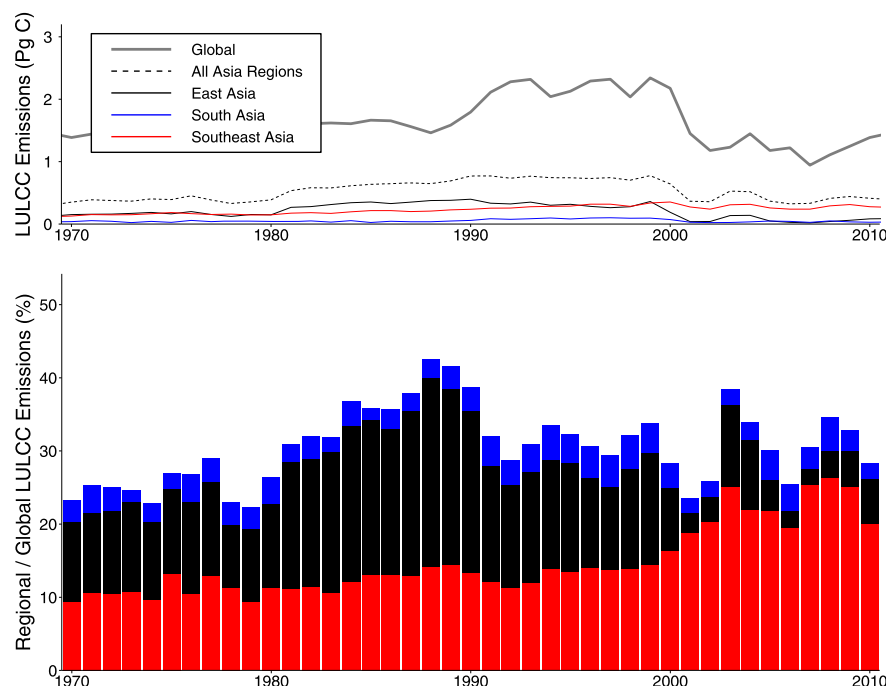 LULCC Emissions (Pg C)
3
2
1
0
Global
All Asia Regions
East Asia
South Asia
Southeast Asia
1970 1980 1990 2000 2010
Regional / Global LULCC Emissions (%)
50
40
30
20
10
0
1970 1980 1990 2000 2010